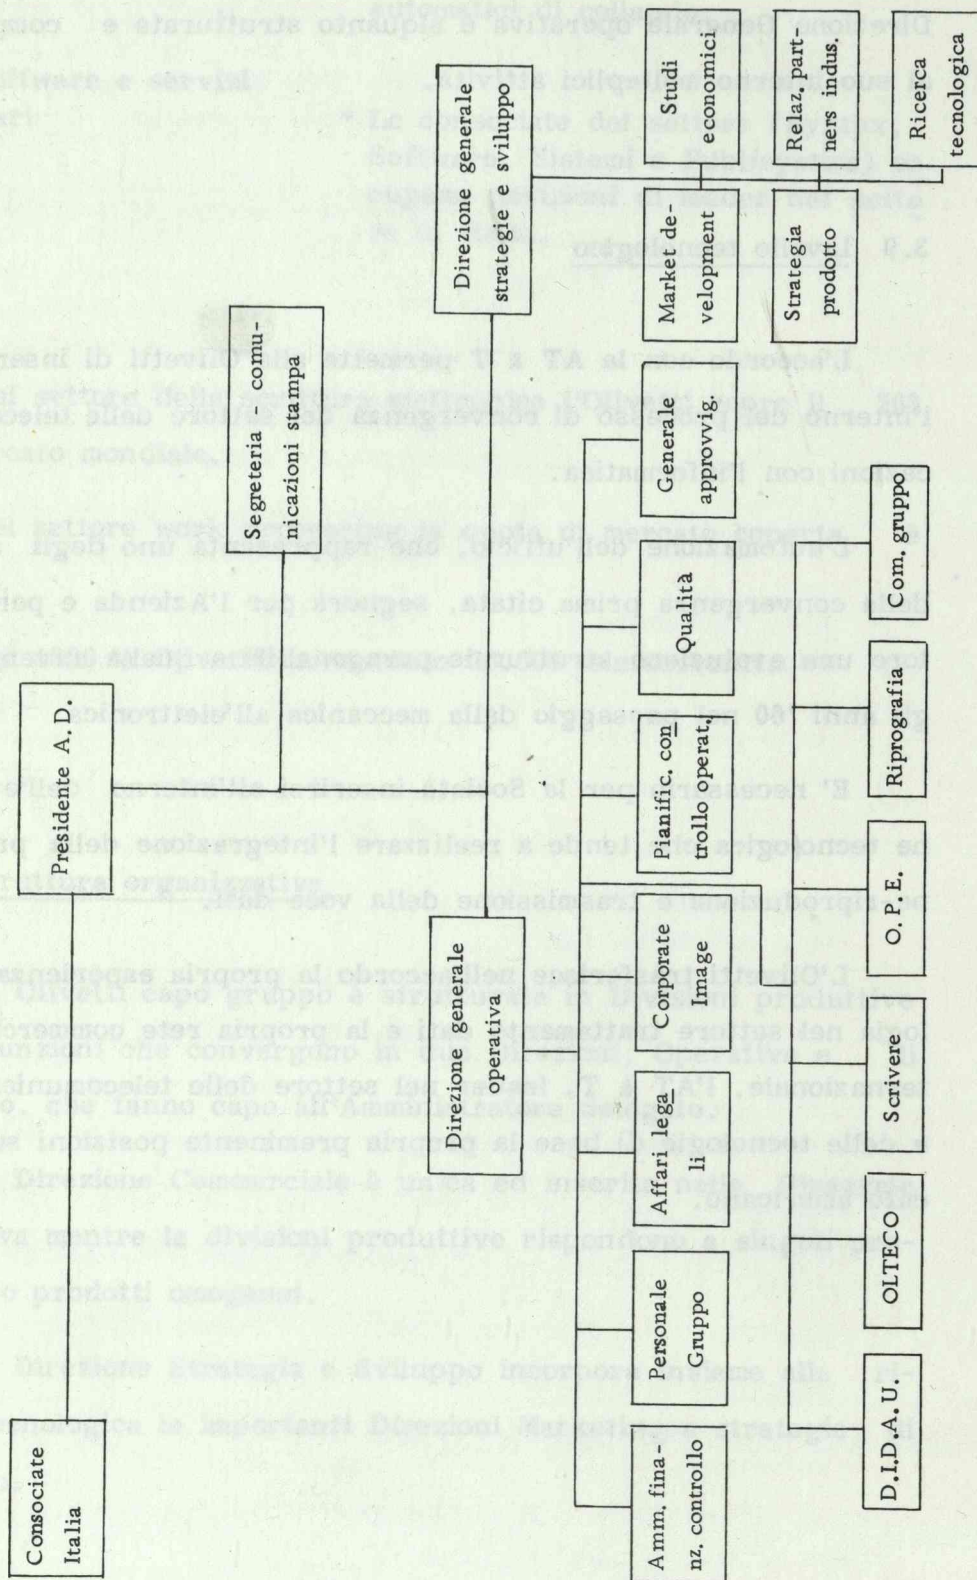 Consociate
Italia
Presidente A. D.
Segreteria - comu-
nicazioni stampa
Direzione generale
operativa
Direzione generale
strategie e sviluppo
Amm. fina-
nz. controllo
Personale
Gruppo
Affari lega
li
Corporate
Image
Pianific. con
trollo operat,
Qualità
Generale
approvvig.
Market de-
velopment
Studi
economici
Strategia
prodotto
Relaz. part-
ners indus.
Ricerca
tecnologica
D.I.D.A.U.
OLTECO
Scrivere
O. P. E.
Riprografia
Com. gruppo